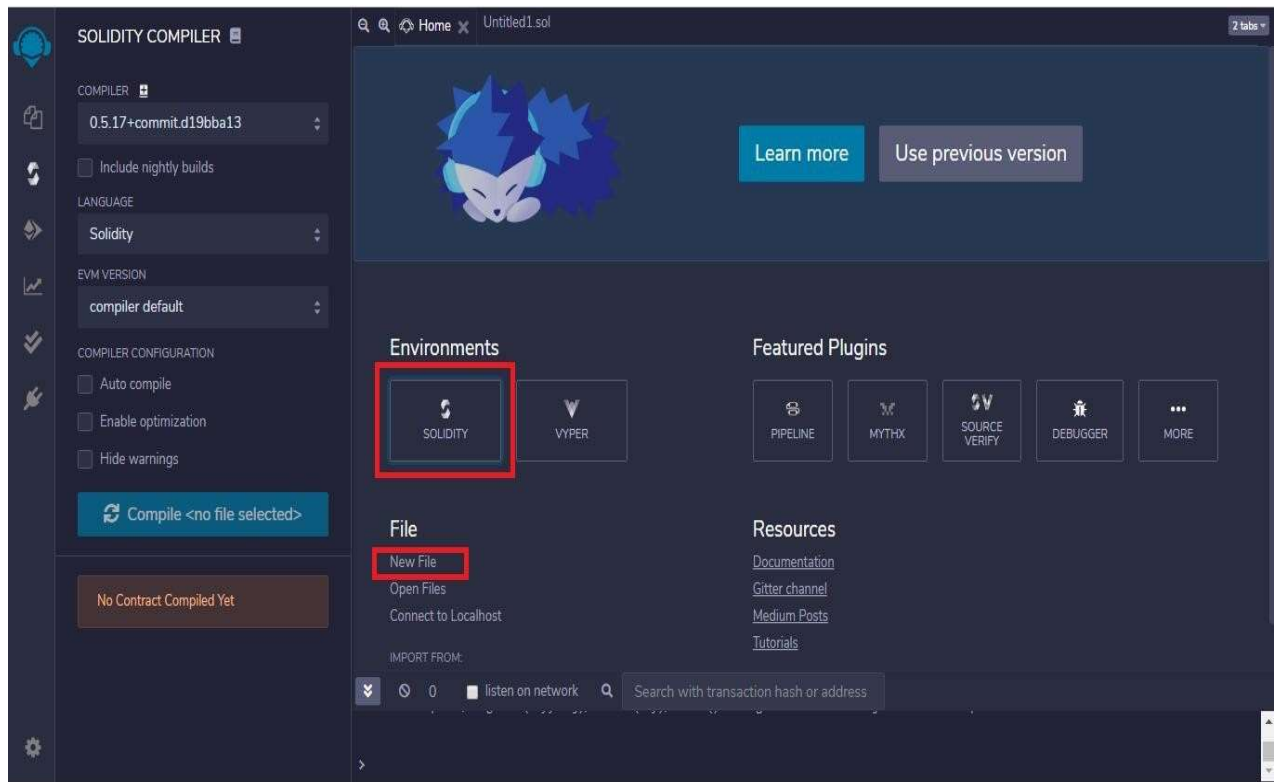 SOLIDITY COMPILER
COMPILER
0.5.17+commit.d19bba13
Include nightly builds
LANGUAGE
Solidity
EVM VERSION
compiler default
COMPILER CONFIGURATION
Auto compile
Enable optimization
Hide warnings
Compile <no file selected>
No Contract Compiled Yet
Home
Untitled1.sol
2 tabs
Learn more
Use previous version
Environments
SOLIDITY
VYPER
Featured Plugins
PIPELINE
MYTHX
SOURCE
VERIFY
DEBUGGER
MORE
File
New File
Open Files
Connect to Localhost
IMPORT FROM:
Resources
Documentation
Gitter channel
Medium Posts
Tutorials
0
listen on network
Search with transaction hash or address
>